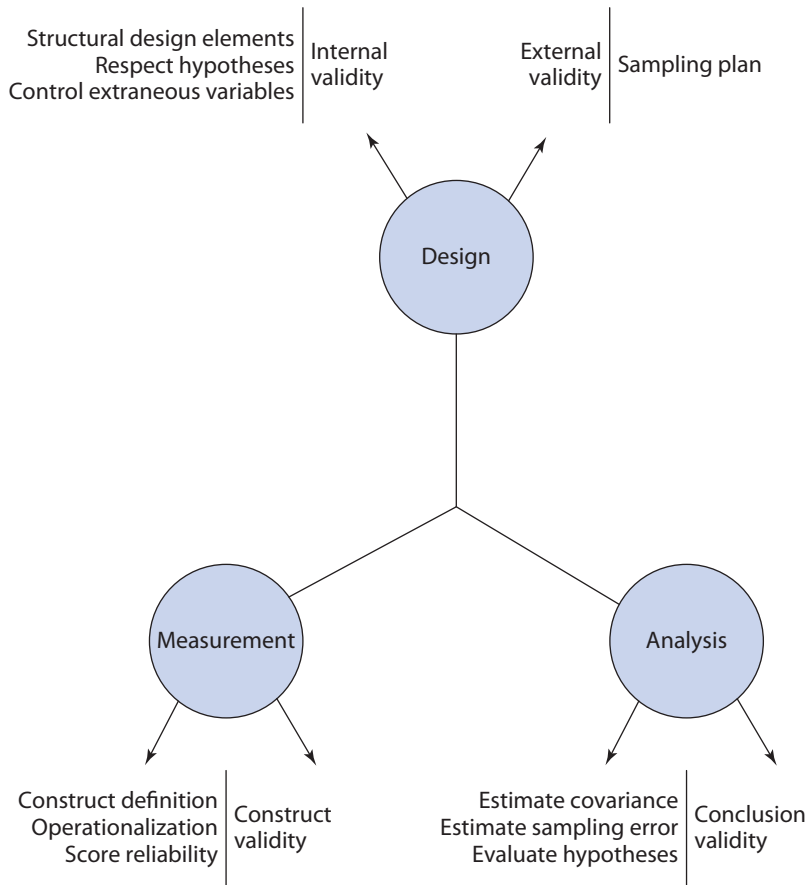 Structural design elements
Respect hypotheses
Control extraneous variables
Internal
validity
External
validity
Sampling plan
Design
Measurement
Analysis
Construct definition
Operationalization
Score reliability
Construct
validity
Estimate covariance
Estimate sampling error
Evaluate hypotheses
Conclusion
validity